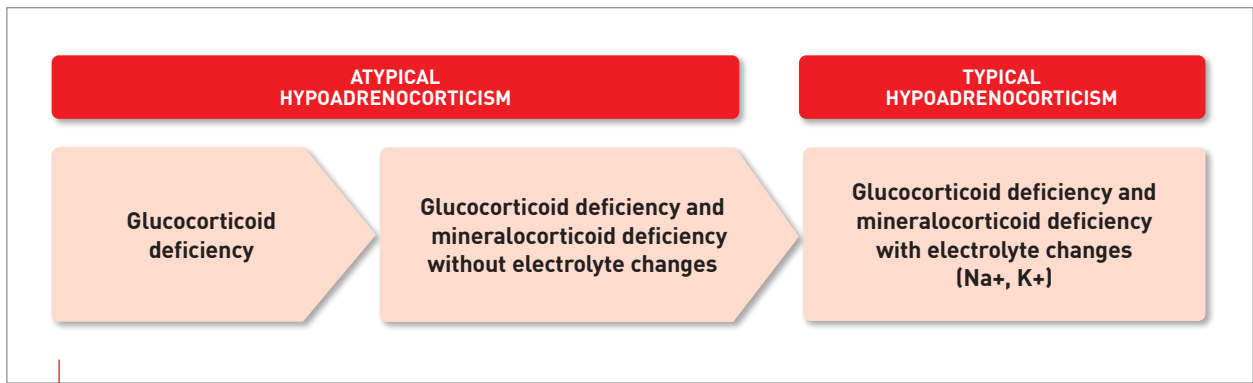 ATYPICAL
HYPOADRENOCORTICISM
TYPICAL
HYPOADRENOCORTICISM
Glucocorticoid
deficiency
Glucocorticoid deficiency and
mineralocorticoid deficiency
without electrolyte changes
Glucocorticoid deficiency and
mineralocorticoid deficiency
with electrolyte changes
(Na+, K+)